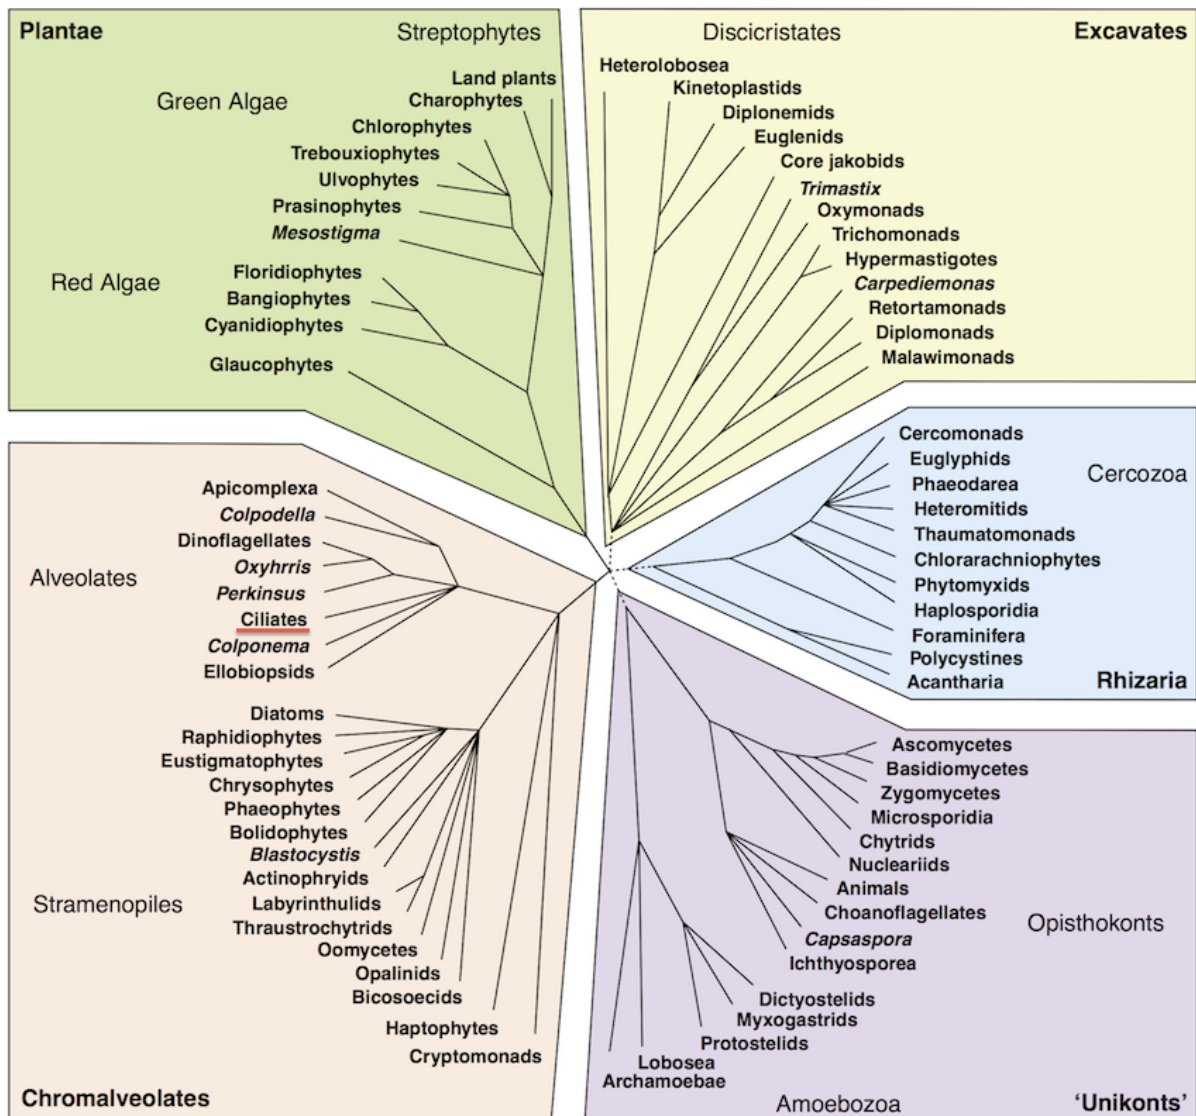 Plantae
Streptophytes
Land plants
Green Algae
Charophytes
Chlorophytes
Trebouxiophytes
Ulvophytes
Prasinophytes
Mesostigma
Red Algae
Floridiophytes
Bangiophytes
Cyanidiophytes
Glaucophytes
Discicristates
Excavates
Heterolobosea
Kinetoplastids
Diplonemids
Euglenids
Core jakobids
Trimastix
Oxymonads
Trichomonads
Hypermastigotes
Carpediemonas
Retortamonads
Diplomonads
Malawimonads
Cercomonads
Euglyphids
Cercozoa
Phaeodarea
Heteromitids
Thaumatomonads
Chlorarachniophytes
Phytomyxids
Haplosporidia
Foraminifera
Polycystines
Acantharia
Rhizaria
Apicomplexa
Colpodella
Dinoflagellates
Oxyhrris
Alveolates
Perkinsus
Ciliates
Colponema
Ellobiopsids
Diatoms
Raphidiophytes
Eustigmatophytes
Chrysophytes
Phaeophytes
Bolidophytes
Blastocystis
Actinophryids
Stramenopiles
Labyrinthulids
Thraustrochytrids
Oomycetes
Opalinids
Bicosoecids
Haptophytes
Cryptomonads
Chromalveolates
Ascomycetes
Basidiomycetes
Zygomycetes
Microsporidia
Chytrids
Nucleariids
Animals
Choanoflagellates
Opisthokonts
Capsaspora
Ichthyosporea
Dictyostelids
Myxogastrids
Protostelids
Lobosea
Archamoebae
Amoebozoa
‘Unikonts’